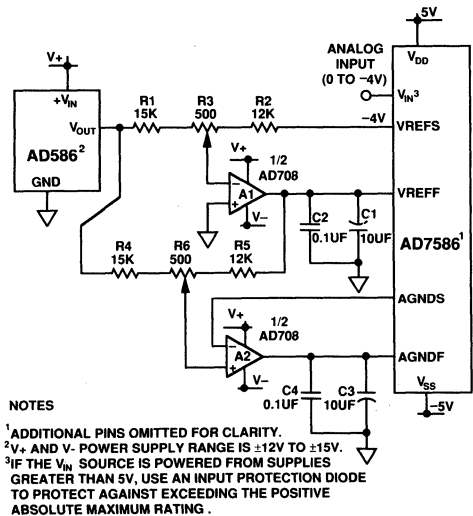 5V
V+
ANALOG
INPUT
(0 TO −4V)
VDD
+VIN
R1
15K
R3
500
R2
12K
VIN3
−4V
VREFS
VOUT
AD5862
GND
V+
1/2
AD708
−
+
A1
V−
VREFF
C2
0.1UF
C1
10UF
AD75861
R4
15K
R6
500
R5
12K
AGNDS
V+
1/2
AD708
−
+
A2
V−
AGNDF
C4
0.1UF
C3
10UF
VSS
−5V
NOTES
1ADDITIONAL PINS OMITTED FOR CLARITY.
2V+ AND V- POWER SUPPLY RANGE IS ±12V TO ±15V.
3IF THE VIN SOURCE IS POWERED FROM SUPPLIES
GREATER THAN 5V, USE AN INPUT PROTECTION DIODE
TO PROTECT AGAINST EXCEEDING THE POSITIVE
ABSOLUTE MAXIMUM RATING .